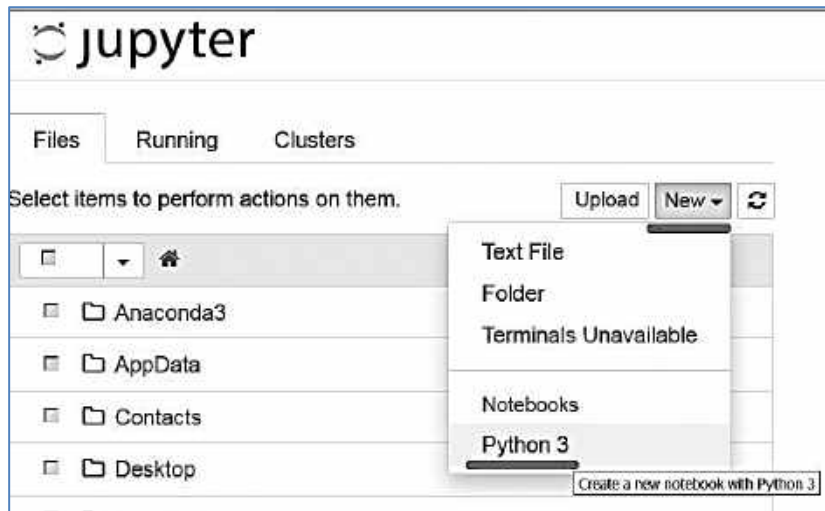 jupyter
Files Running Clusters
Select items to perform actions on them.
Upload New
Text File
Folder
Terminals Unavailable
Notebooks
Python 3
Create a new notebook with Python 3
Anaconda3
AppData
Contacts
Desktop